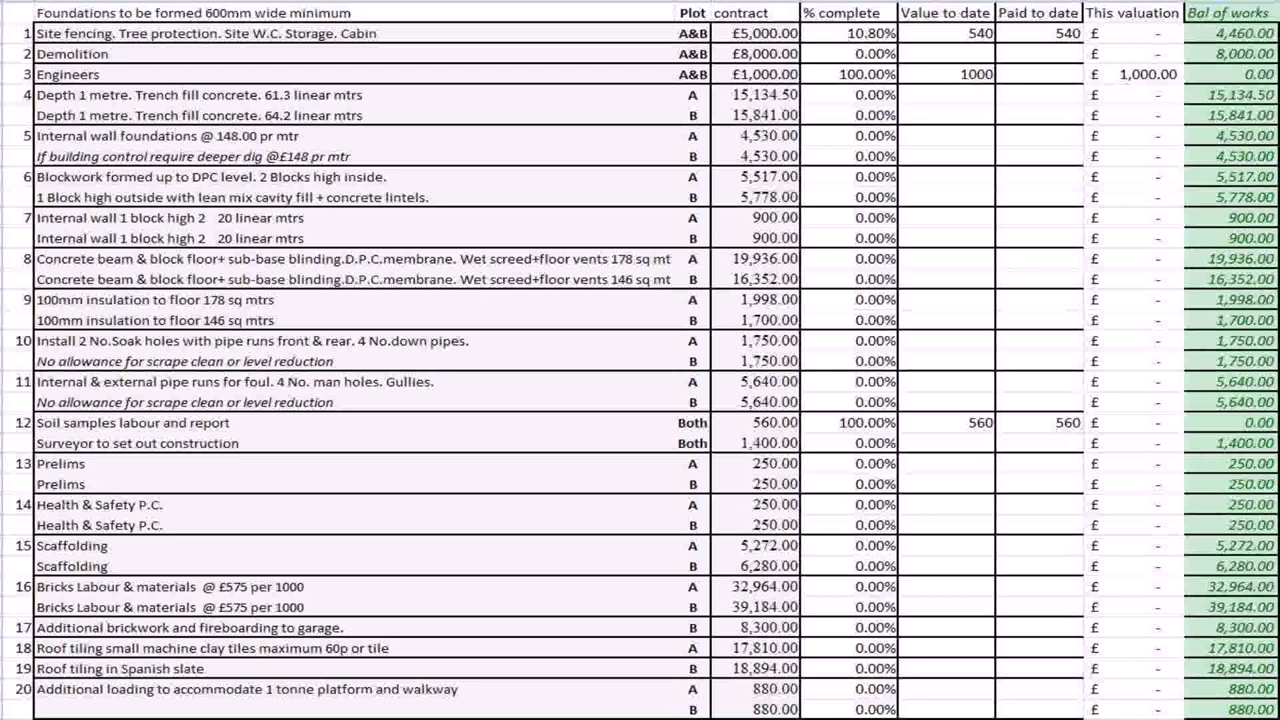 Foundations to be formed 600mm wide minimum Plot contract % complete Value to date Paid to date This valuation Bal of works
1 Site fencing. Tree protection. Site W.C. Storage. Cabin A&B £5,000.00 10.80% 540 540 £ - 4,460.00
2 Demolition A&B £8,000.00 0.00% £ - 8,000.00
3 Engineers A&B £1,000.00 100.00% 1000 £ 1,000.00 0.00
4 Depth 1 metre. Trench fill concrete. 61.3 linear mtrs A 15,134.50 0.00% £ - 15,134.50
Depth 1 metre. Trench fill concrete. 64.2 linear mtrs B 15,841.00 0.00% £ - 15,841.00
5 Internal wall foundations @ 148.00 pr mtr A 4,530.00 0.00% £ - 4,530.00
If building control require deeper dig @£148 pr mtr B 4,530.00 0.00% £ - 4,530.00
6 Blockwork formed up to DPC level. 2 Blocks high inside. A 5,517.00 0.00% £ - 5,517.00
1 Block high outside with lean mix cavity fill + concrete lintels. B 5,778.00 0.00% £ - 5,778.00
7 Internal wall 1 block high 2 20 linear mtrs A 900.00 0.00% £ - 900.00
Internal wall 1 block high 2 20 linear mtrs B 900.00 0.00% £ - 900.00
8 Concrete beam & block floor+ sub-base blinding.D.P.C.membrane. Wet screed+floor vents 178 sq mt A 19,936.00 0.00% £ - 19,936.00
Concrete beam & block floor+ sub-base blinding.D.P.C.membrane. Wet screed+floor vents 146 sq mt B 16,352.00 0.00% £ - 16,352.00
9 100mm insulation to floor 178 sq mtrs A 1,998.00 0.00% £ - 1,998.00
100mm insulation to floor 146 sq mtrs B 1,700.00 0.00% £ - 1,700.00
10 Install 2 No.Soak holes with pipe runs front & rear. 4 No.down pipes. A 1,750.00 0.00% £ - 1,750.00
No allowance for scrape clean or level reduction B 1,750.00 0.00% £ - 1,750.00
11 Internal & external pipe runs for foul. 4 No. man holes. Gullies. A 5,640.00 0.00% £ - 5,640.00
No allowance for scrape clean or level reduction B 5,640.00 0.00% £ - 5,640.00
12 Soil samples labour and report Both 560.00 100.00% 560 560 £ - 0.00
Surveyor to set out construction Both 1,400.00 0.00% £ - 1,400.00
13 Prelims A 250.00 0.00% £ - 250.00
Prelims B 250.00 0.00% £ - 250.00
14 Health & Safety P.C. A 250.00 0.00% £ - 250.00
Health & Safety P.C. B 250.00 0.00% £ - 250.00
15 Scaffolding A 5,272.00 0.00% £ - 5,272.00
Scaffolding B 6,280.00 0.00% £ - 6,280.00
16 Bricks Labour & materials @ £575 per 1000 A 32,964.00 0.00% £ - 32,964.00
Bricks Labour & materials @ £575 per 1000 B 39,184.00 0.00% £ - 39,184.00
17 Additional brickwork and fireboarding to garage. B 8,300.00 0.00% £ - 8,300.00
18 Roof tiling small machine clay tiles maximum 60p or tile A 17,810.00 0.00% £ - 17,810.00
19 Roof tiling in Spanish slate B 18,894.00 0.00% £ - 18,894.00
20 Additional loading to accommodate 1 tonne platform and walkway A 880.00 0.00% £ - 880.00
B 880.00 0.00% £ - 880.00